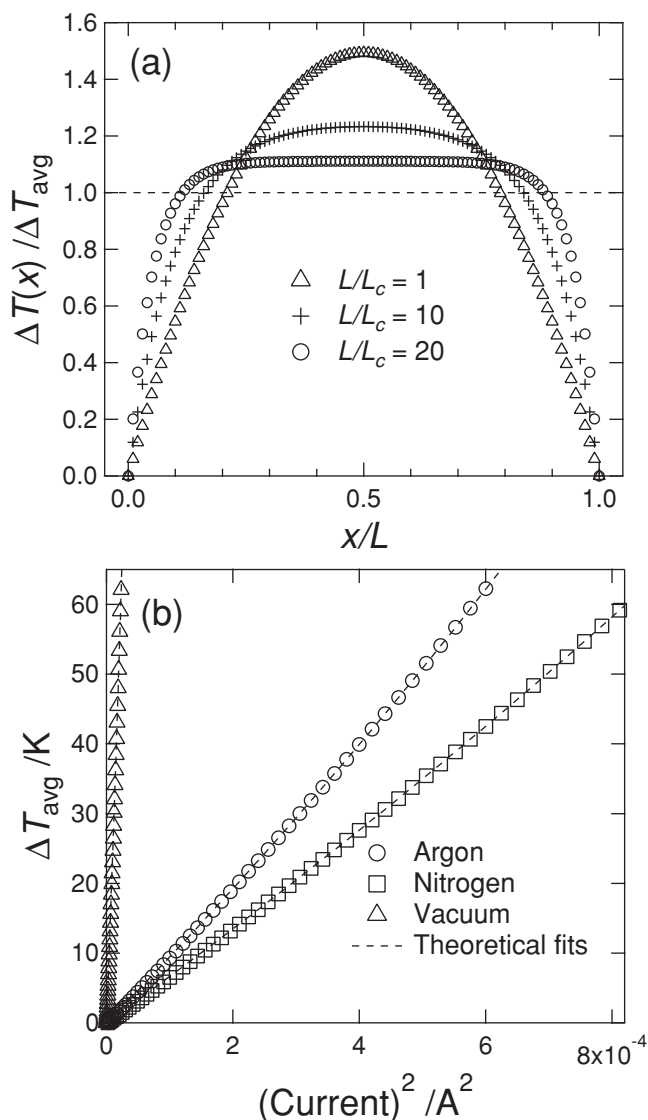 (a)
1.6
1.4
1.2
1.0
0.8
0.6
0.4
0.2
0.0
ΔT(x) /ΔT_avg
L/L_c = 1
L/L_c = 10
L/L_c = 20
0.0 0.5 1.0
x/L
(b)
60
50
40
30
20
10
0
ΔT_avg /K
Argon
Nitrogen
Vacuum
Theoretical fits
0 2 4 6 8x10^-4
(Current)^2 /A^2